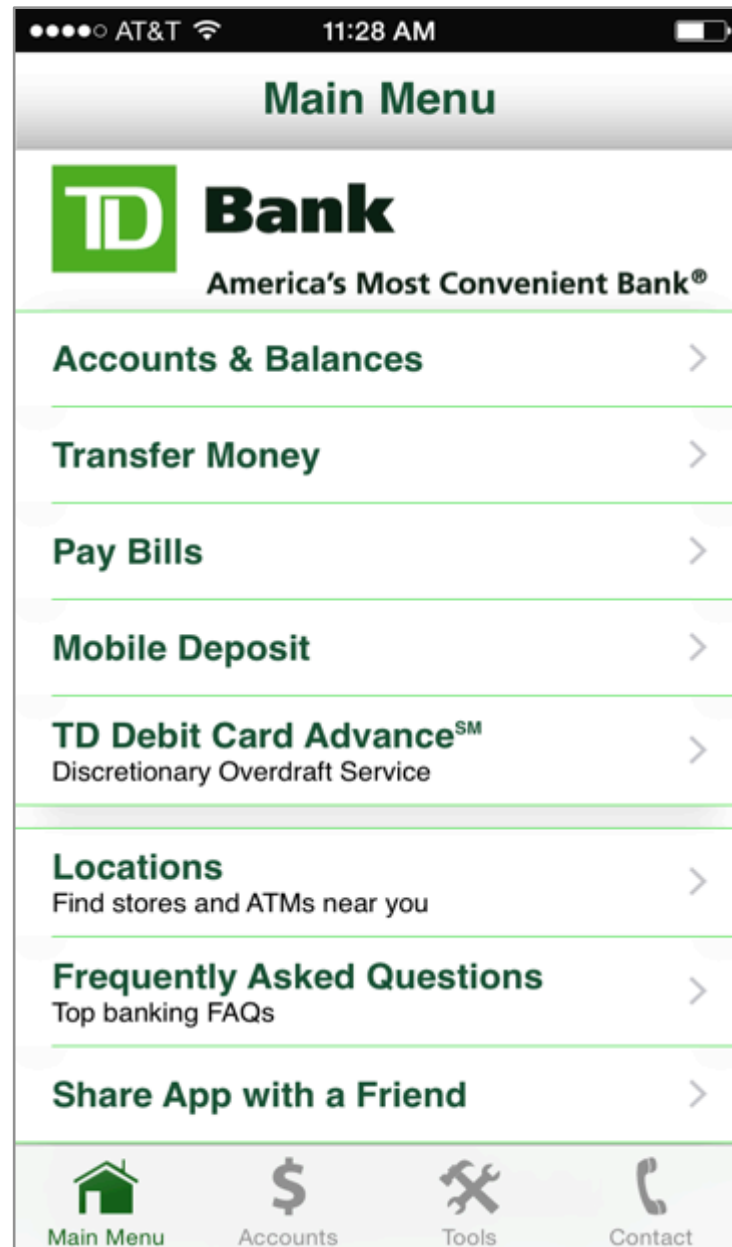 AT&T 11:28 AM
Main Menu
TD Bank
America's Most Convenient Bank®
Accounts & Balances
Transfer Money
Pay Bills
Mobile Deposit
TD Debit Card Advance℠
Discretionary Overdraft Service
Locations
Find stores and ATMs near you
Frequently Asked Questions
Top banking FAQs
Share App with a Friend
Main Menu Accounts Tools Contact